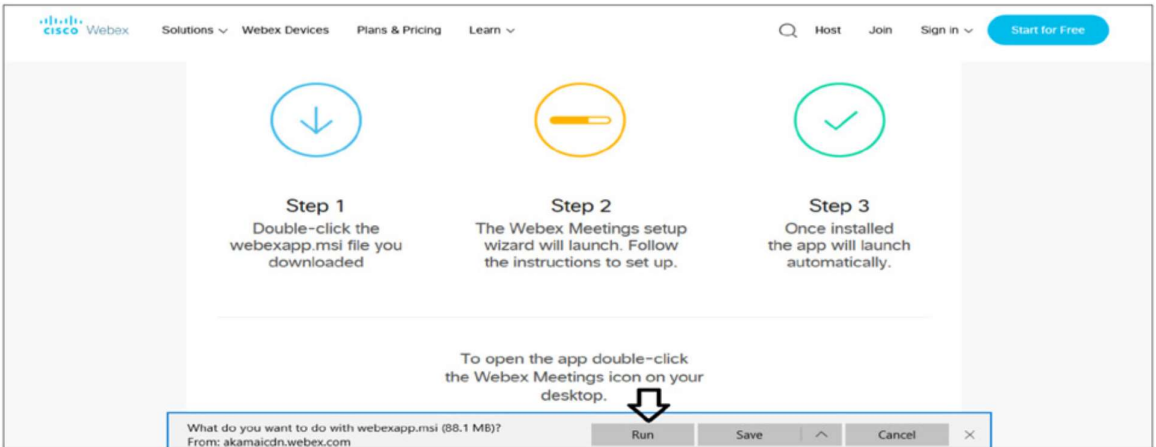 CISCO Webex Solutions Webex Devices Plans & Pricing Learn Host Join Sign in Start for Free
Step 1
Double-click the
webexapp.msi file you
downloaded
Step 2
The Webex Meetings setup
wizard will launch. Follow
the instructions to set up.
Step 3
Once installed
the app will launch
automatically.
To open the app double-click
the Webex Meetings icon on your
desktop.
What do you want to do with webexapp.msi (88.1 MB)?
From: akamaicdn.webex.com
Run Save Cancel